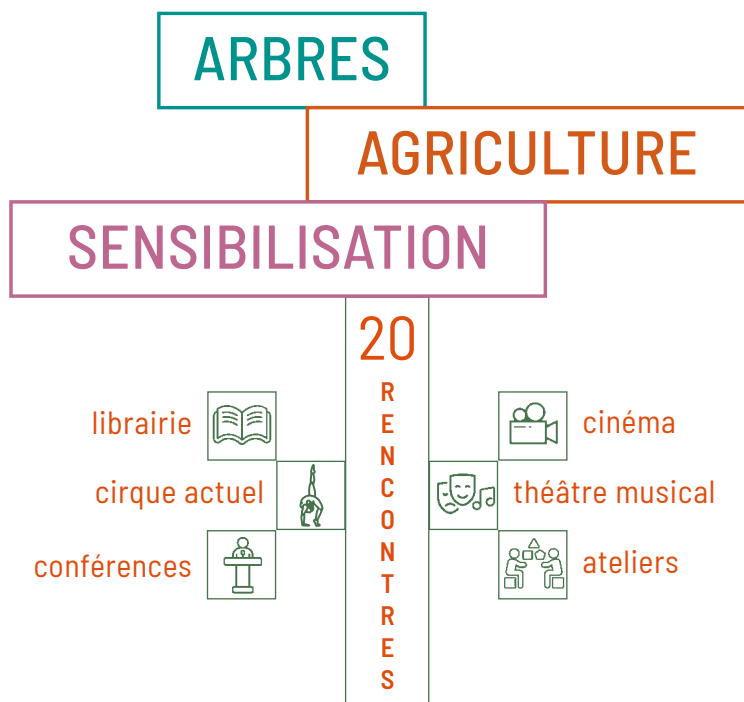 ARBRES
AGRICULTURE
SENSIBILISATION
20
RENCONTRES
librairie
cirque actuel
conférences
cinéma
théâtre musical
ateliers